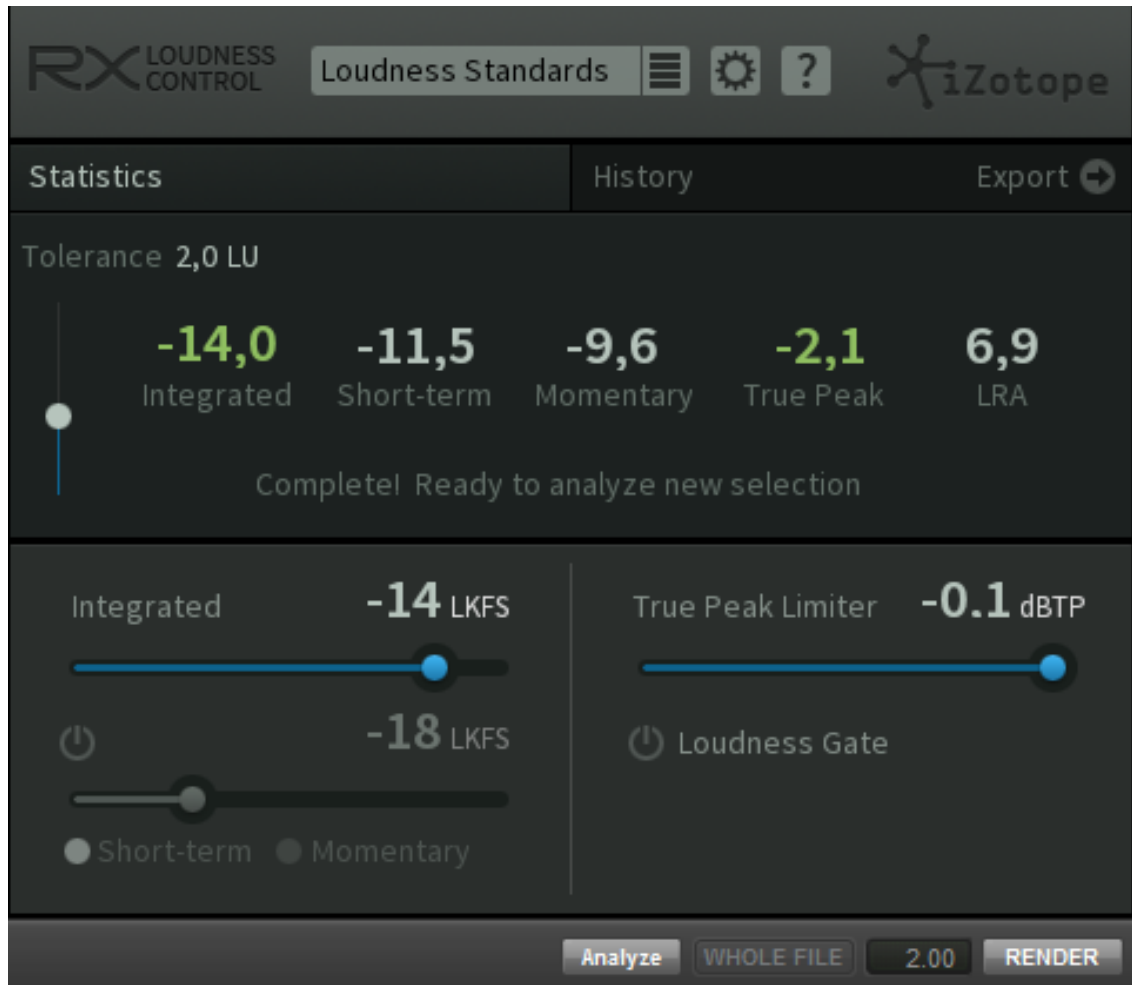 RX LOUDNESS CONTROL Loudness Standards ? iZotope
Statistics History Export
Tolerance 2,0 LU
-14,0 -11,5 -9,6 -2,1 6,9
Integrated Short-term Momentary True Peak LRA
Complete! Ready to analyze new selection
Integrated -14 LKFS True Peak Limiter -0.1 dBTP
-18 LKFS Loudness Gate
Short-term Momentary
Analyze WHOLE FILE 2.00 RENDER